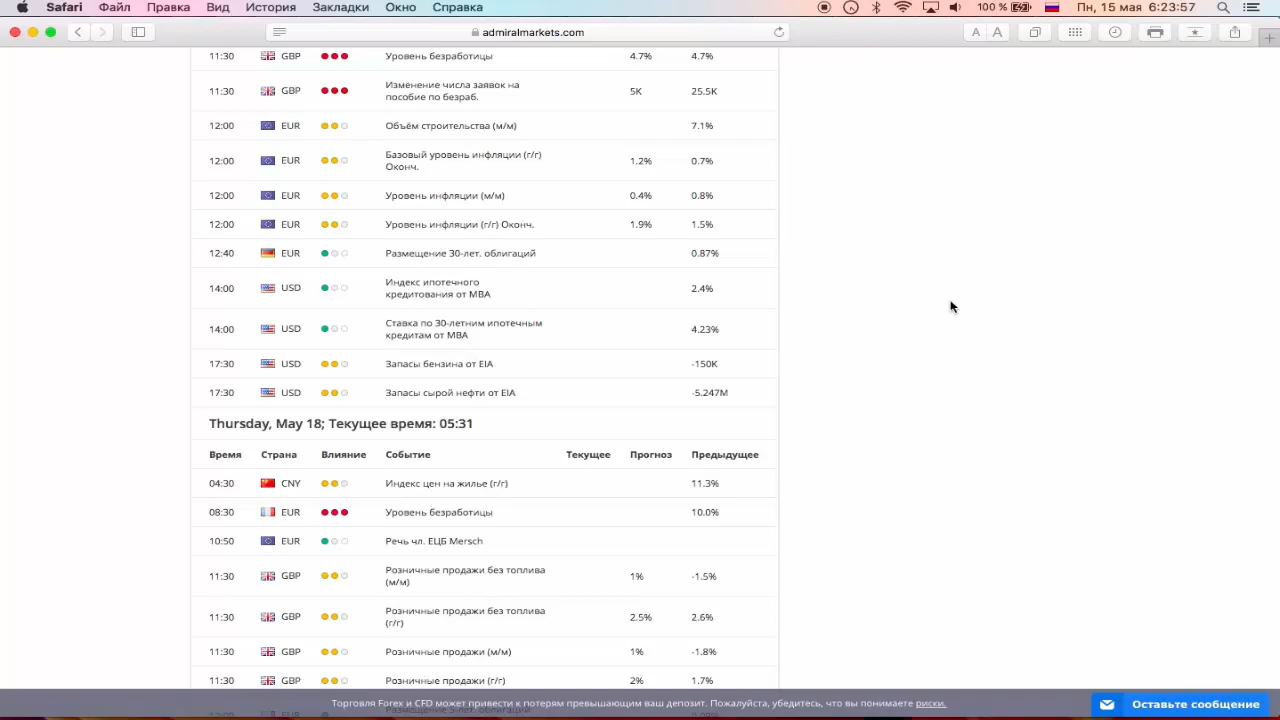 Safari Файл Правка Вид История Закладки Окно Справка 100 % Пн, 15 мая 6:23:57
admiralmarkets.com A A
11:30 GBP Уровень безработицы 4.7% 4.7%
11:30 GBP Изменение числа заявок на 5K 25.5K
пособие по безраб.
12:00 EUR Объём строительства (м/м) 7.1%
12:00 EUR Базовый уровень инфляции (г/г) 1.2% 0.7%
Оконч.
12:00 EUR Уровень инфляции (м/м) 0.4% 0.8%
12:00 EUR Уровень инфляции (г/г) Оконч. 1.9% 1.5%
12:40 EUR Размещение 30-лет. облигаций 0.87%
14:00 USD Индекс ипотечного 2.4%
кредитования от MBA
14:00 USD Ставка по 30-летним ипотечным 4.23%
кредитам от MBA
17:30 USD Запасы бензина от EIA -150K
17:30 USD Запасы сырой нефти от EIA -5.247M
Thursday, May 18; Текущее время: 05:31
Время Страна Влияние Событие Текущее Прогноз Предыдущее
04:30 CNY Индекс цен на жилье (г/г) 11.3%
08:30 EUR Уровень безработицы 10.0%
10:50 EUR Речь чл. ЕЦБ Mersch
11:30 GBP Розничные продажи без топлива 1% -1.5%
(м/м)
11:30 GBP Розничные продажи без топлива 2.5% 2.6%
(г/г)
11:30 GBP Розничные продажи (м/м) 1% -1.8%
11:30 GBP Розничные продажи (г/г) 2% 1.7%
Торговля Forex и CFD может привести к потерям превышающим ваш депозит. Пожалуйста, убедитесь, что вы понимаете риски.
Оставьте сообщение